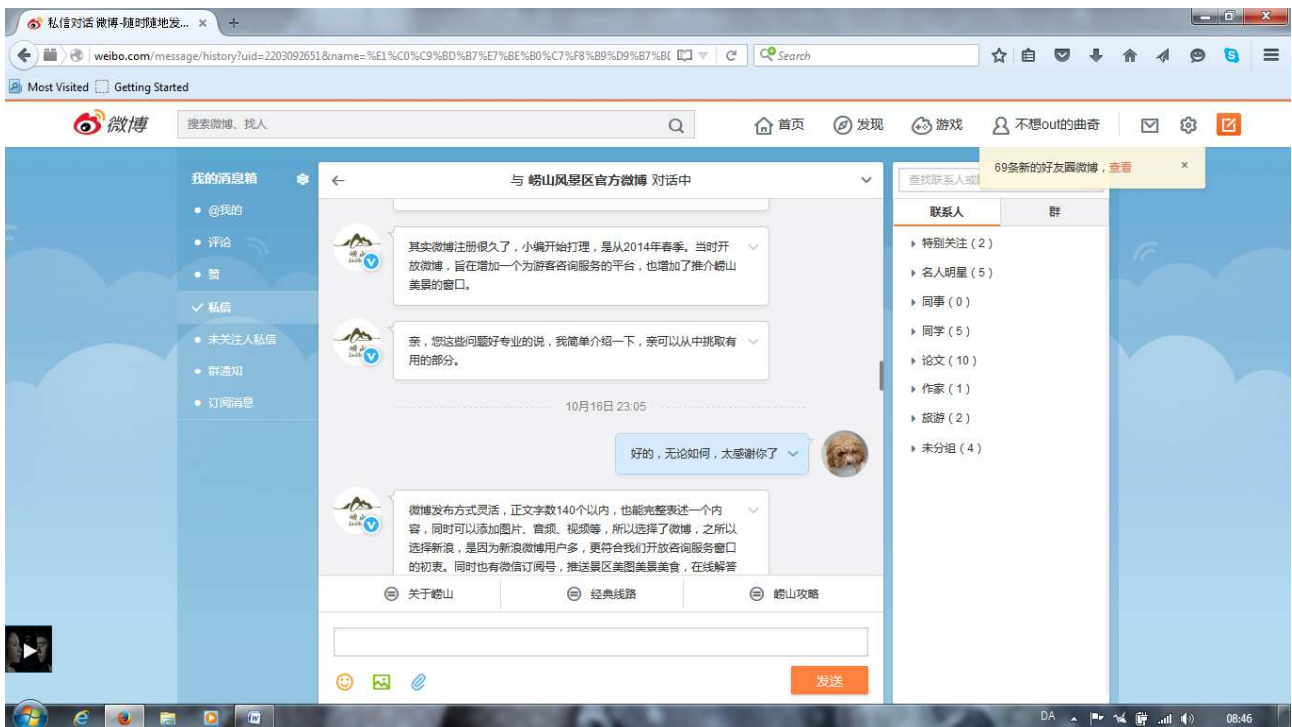 私信对话 微博-随时随地发... × +
weibo.com/message/history?uid=2203092651&name=%E1%C0%C9%BD%B7%E7%BE%B0%C7%F8%B9%D9%B7%BD
Search
Most Visited Getting Started
微博
搜索微博、找人
首页 发现 游戏 不想out的曲奇
69条新的好友圈微博,查看 ×
我的消息箱
@我的
评论
赞
私信
未关注人私信
群通知
订阅消息
与 崂山风景区官方微博 对话中
其实微博注册很久了,小编开始打理,是从2014年春季。当时开
放微博,旨在增加一个为游客咨询服务的平台,也增加了推介崂山
美景的窗口。
亲,您这些问题好专业的说,我简单介绍一下,亲可以从中挑取有
用的部分。
10月16日 23:05
好的,无论如何,太感谢你了
微博发布方式灵活,正文字数140个以内,也能完整表述一个内
容,同时可以添加图片、音频、视频等,所以选择了微博,之所以
选择新浪,是因为新浪微博用户多,更符合我们开放咨询服务窗口
的初衷。同时也有微信订阅号,推送景区美图美景美食,在线解答
关于崂山 经典线路 崂山攻略
发送
查找联系人或
联系人 群
特别关注(2)
名人明星(5)
同事(0)
同学(5)
论文(10)
作家(1)
旅游(2)
未分组(4)
DA 08:46